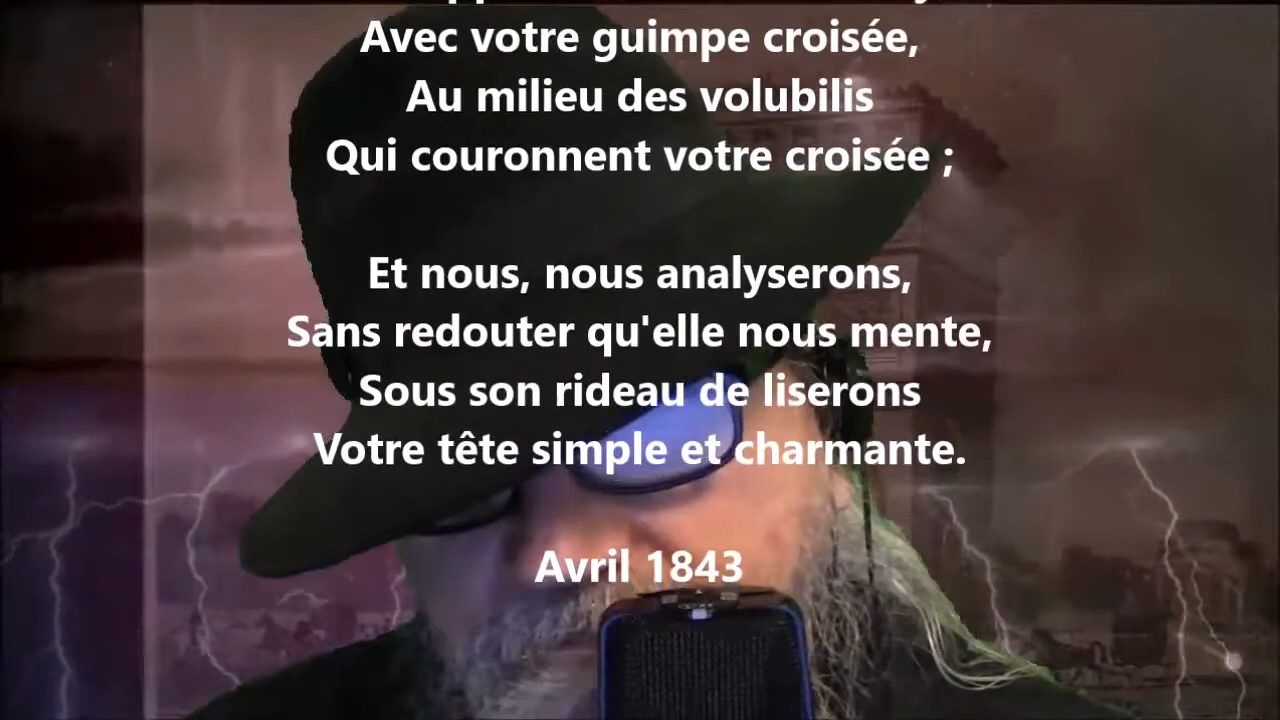 Avec votre guimpe croisée,
Au milieu des volubilis
Qui couronnent votre croisée ;
Et nous, nous analyserons,
Sans redouter qu'elle nous mente,
Sous son rideau de liserons
Votre tête simple et charmante.
Avril 1843